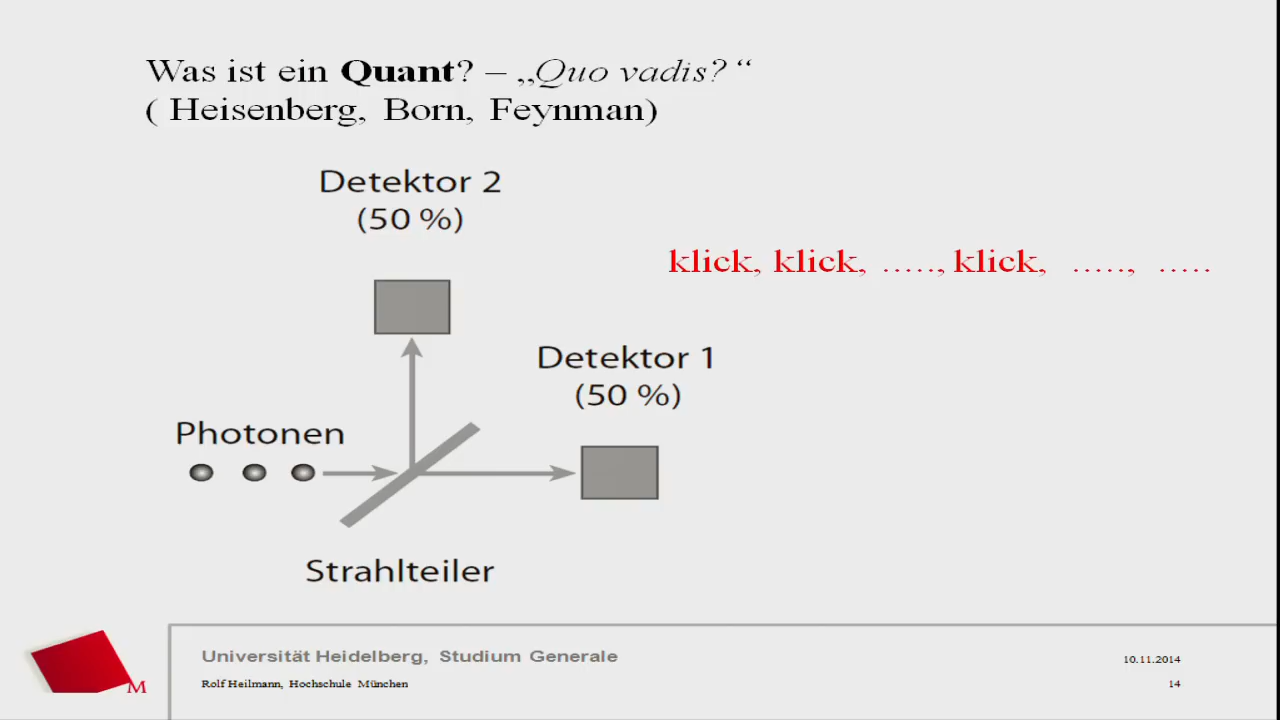 Was ist ein Quant? – „Quo vadis?“
( Heisenberg, Born, Feynman)
Detektor 2
(50 %)
klick, klick, ....., klick, ....., .....
Detektor 1
(50 %)
Photonen
Strahlteiler
M
Universität Heidelberg, Studium Generale
10.11.2014
Rolf Heilmann, Hochschule München
14